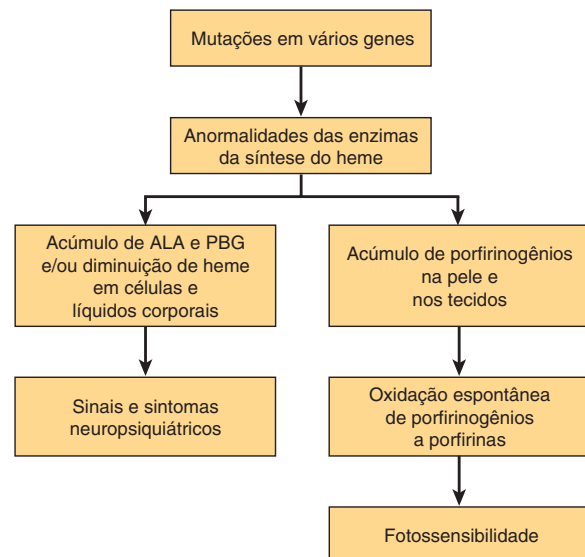 Mutações em vários genes
Anormalidades das enzimas
da síntese do heme
Acúmulo de ALA e PBG
e/ou diminuição de heme
em células e
líquidos corporais
Acúmulo de porfirinogênios
na pele e
nos tecidos
Sinais e sintomas
neuropsiquiátricos
Oxidação espontânea
de porfirinogênios
a porfirinas
Fotossensibilidade